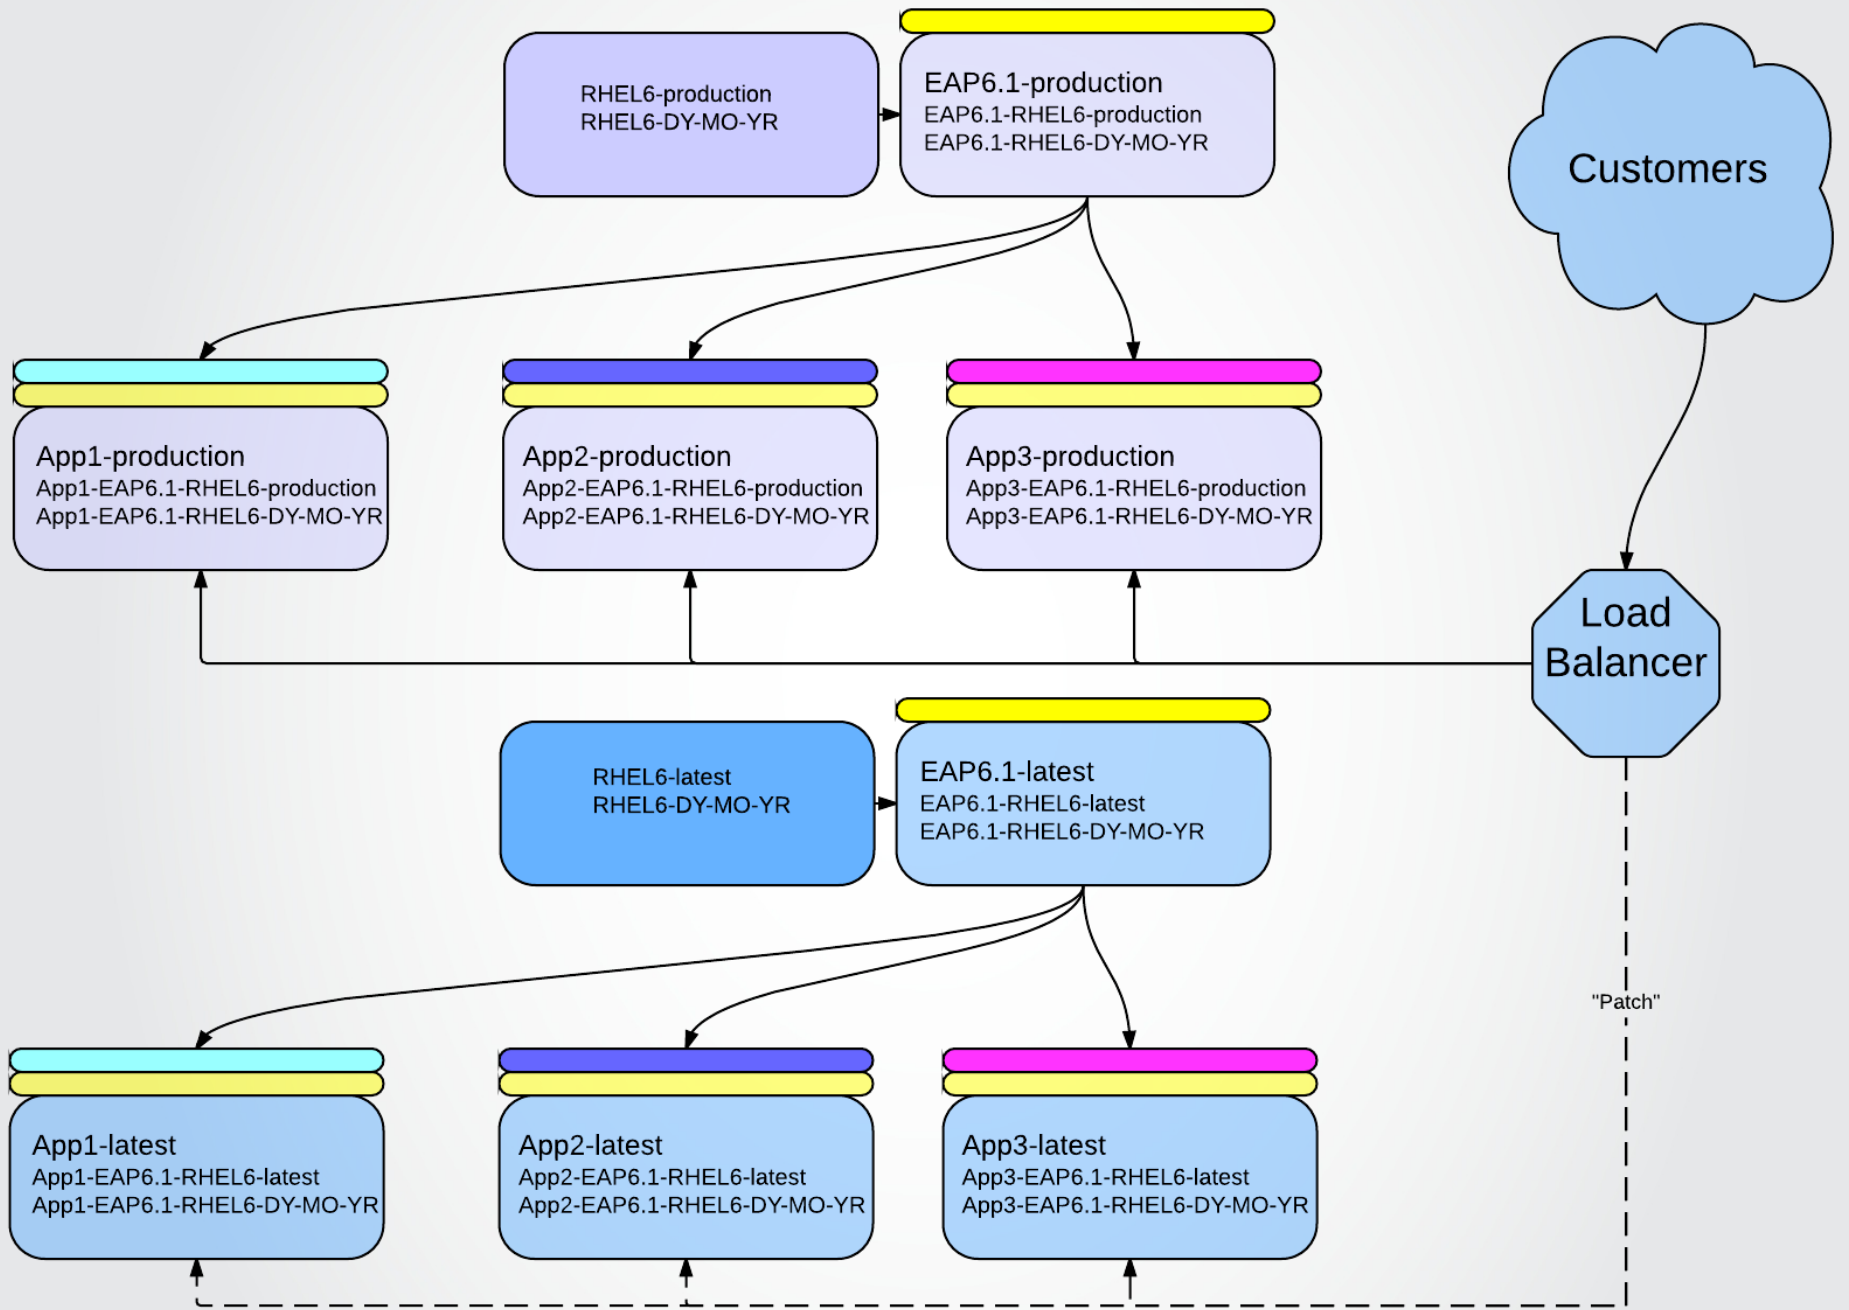 RHEL6-production
RHEL6-DY-MO-YR
EAP6.1-production
EAP6.1-RHEL6-production
EAP6.1-RHEL6-DY-MO-YR
Customers
App1-production
App1-EAP6.1-RHEL6-production
App1-EAP6.1-RHEL6-DY-MO-YR
App2-production
App2-EAP6.1-RHEL6-production
App2-EAP6.1-RHEL6-DY-MO-YR
App3-production
App3-EAP6.1-RHEL6-production
App3-EAP6.1-RHEL6-DY-MO-YR
Load
Balancer
RHEL6-latest
RHEL6-DY-MO-YR
EAP6.1-latest
EAP6.1-RHEL6-latest
EAP6.1-RHEL6-DY-MO-YR
"Patch"
App1-latest
App1-EAP6.1-RHEL6-latest
App1-EAP6.1-RHEL6-DY-MO-YR
App2-latest
App2-EAP6.1-RHEL6-latest
App2-EAP6.1-RHEL6-DY-MO-YR
App3-latest
App3-EAP6.1-RHEL6-latest
App3-EAP6.1-RHEL6-DY-MO-YR